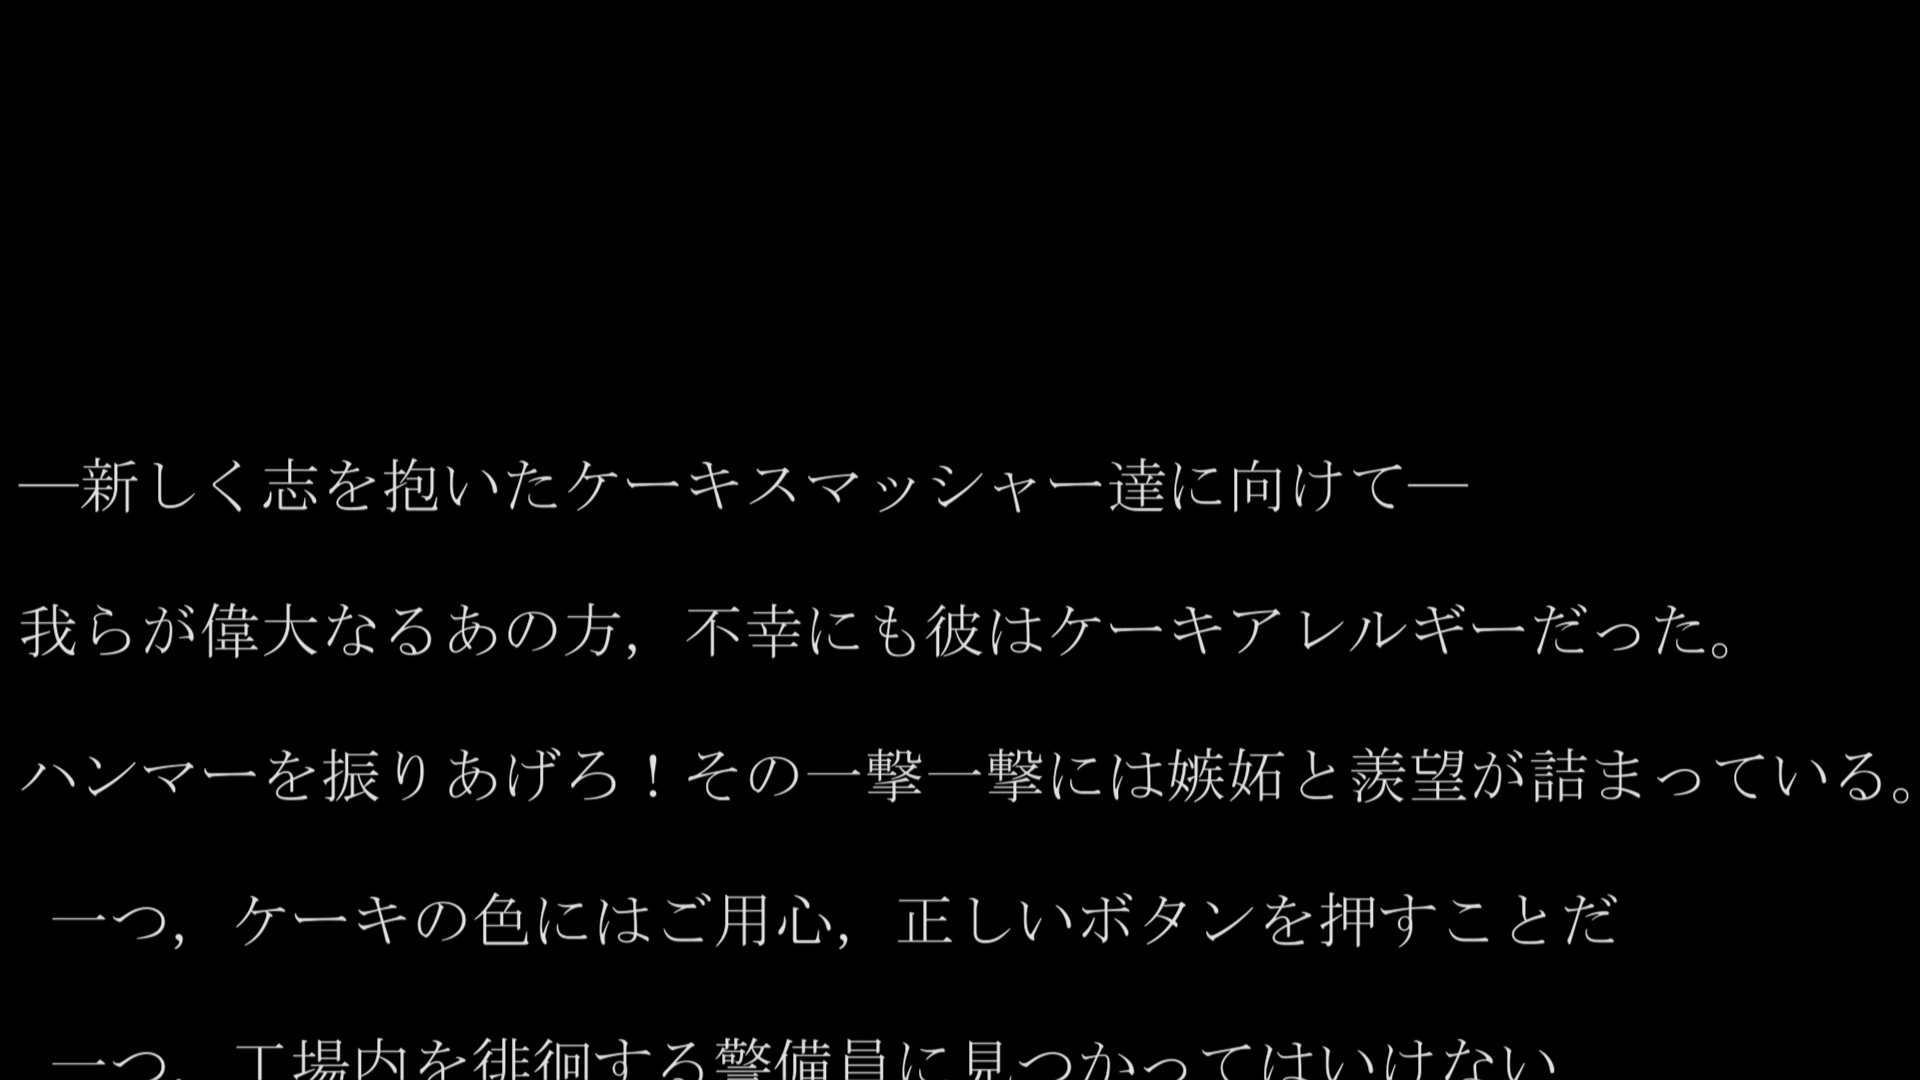 ―新しく志を抱いたケーキスマッシャー達に向けて―
我らが偉大なるあの方，不幸にも彼はケーキアレルギーだった。
ハンマーを振りあげろ！その一撃一撃には嫉妬と羨望が詰まっている。
一つ，ケーキの色にはご用心，正しいボタンを押すことだ
一つ，工場内を徘徊する警備員に見つかってはいけない